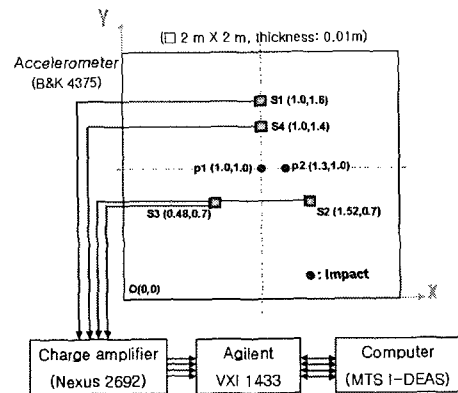 Y
(□ 2 m X 2 m, thickness: 0.01m)
Accelerometer
(B&K 4375)
S1 (1.0,1.6)
S4 (1.0,1.4)
p1 (1.0,1.0)
p2 (1.3,1.0)
S3 (0.48,0.7)
S2 (1.52,0.7)
● : Impact
O(0,0)
X
Charge amplifier
(Nexus 2692)
Agilent
VXI 1433
Computer
(MTS I-DEAS)